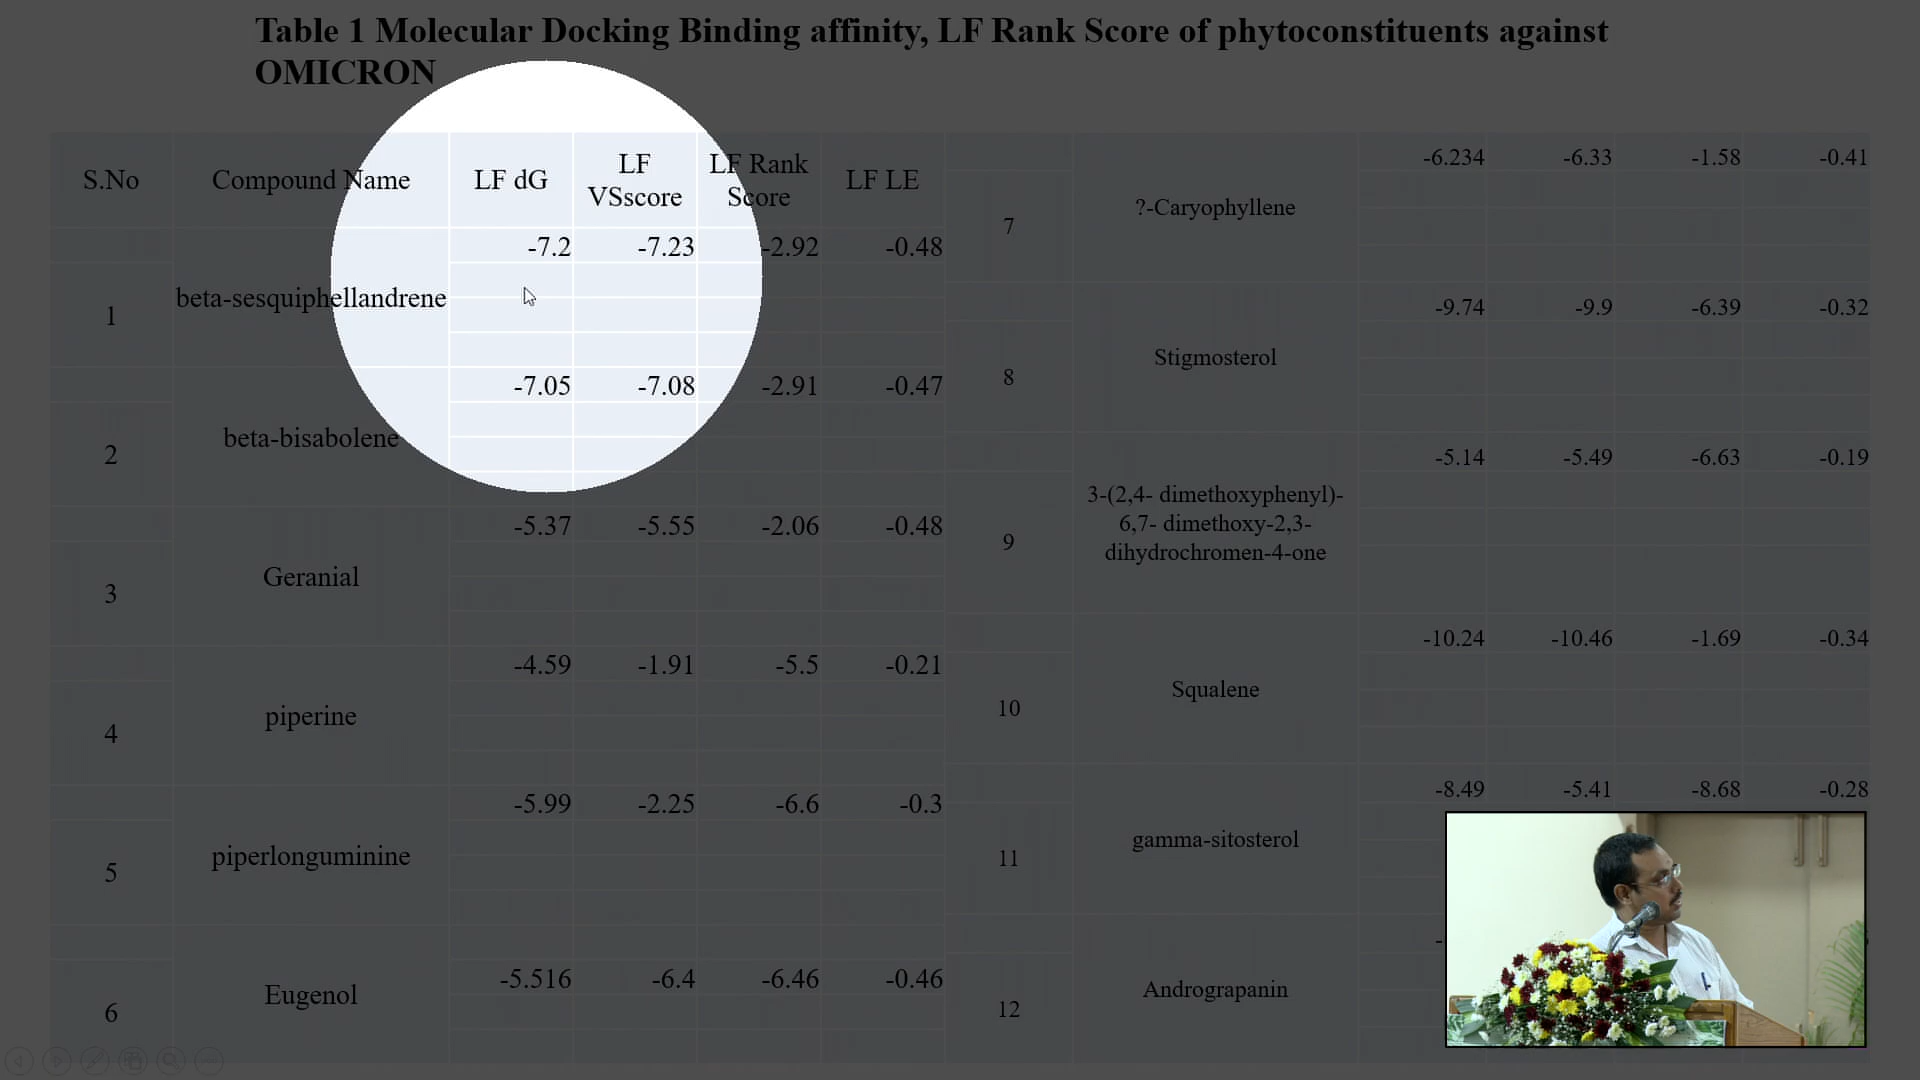 Table 1 Molecular Docking Binding affinity, LF Rank Score of phytoconstituents against
OMICRON
S.No Compound Name LF dG LF VSscore LF Rank Score LF LE
1 beta-sesquiphellandrene -7.2 -7.23 -2.92 -0.48
2 beta-bisabolene -7.05 -7.08 -2.91 -0.47
3 Geranial -5.37 -5.55 -2.06 -0.48
4 piperine -4.59 -1.91 -5.5 -0.21
5 piperlonguminine -5.99 -2.25 -6.6 -0.3
6 Eugenol -5.516 -6.4 -6.46 -0.46
7 ?-Caryophyllene -6.234 -6.33 -1.58 -0.41
8 Stigmosterol -9.74 -9.9 -6.39 -0.32
9 3-(2,4- dimethoxyphenyl)-
6,7- dimethoxy-2,3-
dihydrochromen-4-one -5.14 -5.49 -6.63 -0.19
10 Squalene -10.24 -10.46 -1.69 -0.34
11 gamma-sitosterol -8.49 -5.41 -8.68 -0.28
12 Andrograpanin